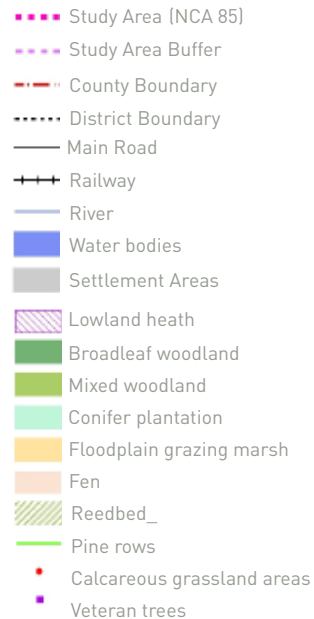 Study Area (NCA 85)
Study Area Buffer
County Boundary
District Boundary
Main Road
Railway
River
Water bodies
Settlement Areas
Lowland heath
Broadleaf woodland
Mixed woodland
Conifer plantation
Floodplain grazing marsh
Fen
Reedbed_
Pine rows
Calcareous grassland areas
Veteran trees